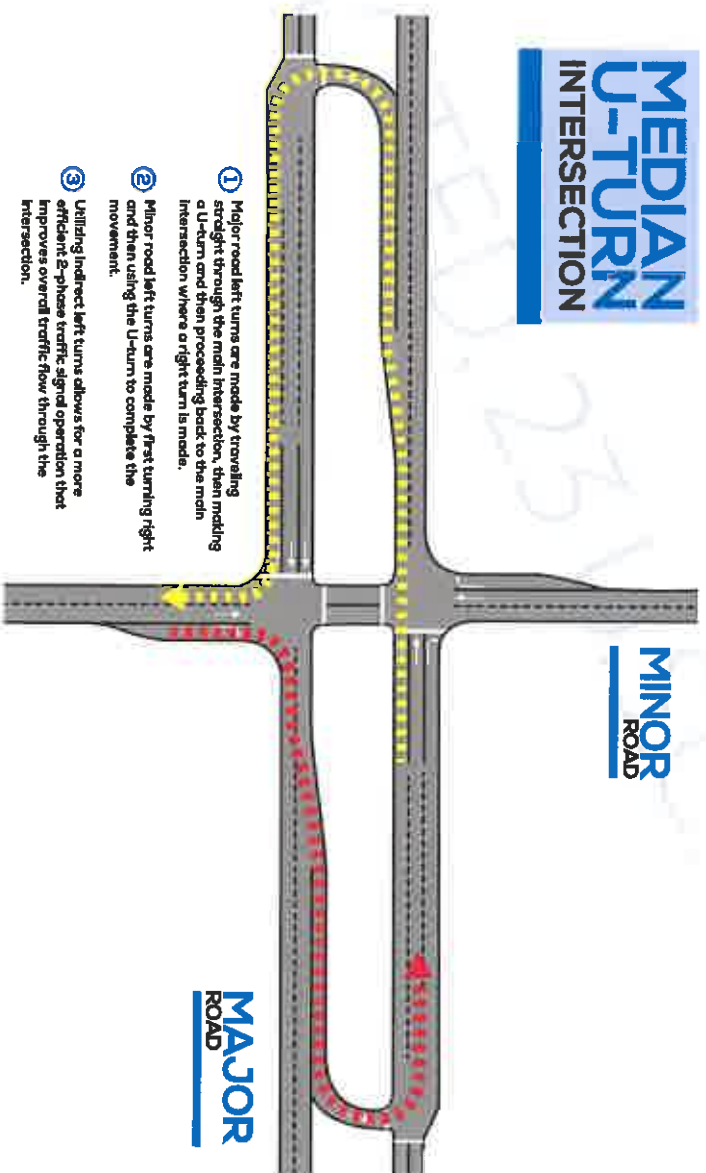 MEDIAN
U-TURN
INTERSECTION
MINOR
ROAD
① Major road left turns are made by traveling
straight through the main intersection, then making
a U-turn and then proceeding back to the main
intersection where a right turn is made.
② Minor road left turns are made by first turning right
and then using the U-turn to complete the
movement.
③ Utilizing indirect left turns allows for a more
efficient 2-phase traffic signal operation that
improves overall traffic flow through the
intersection.
MAJOR
ROAD